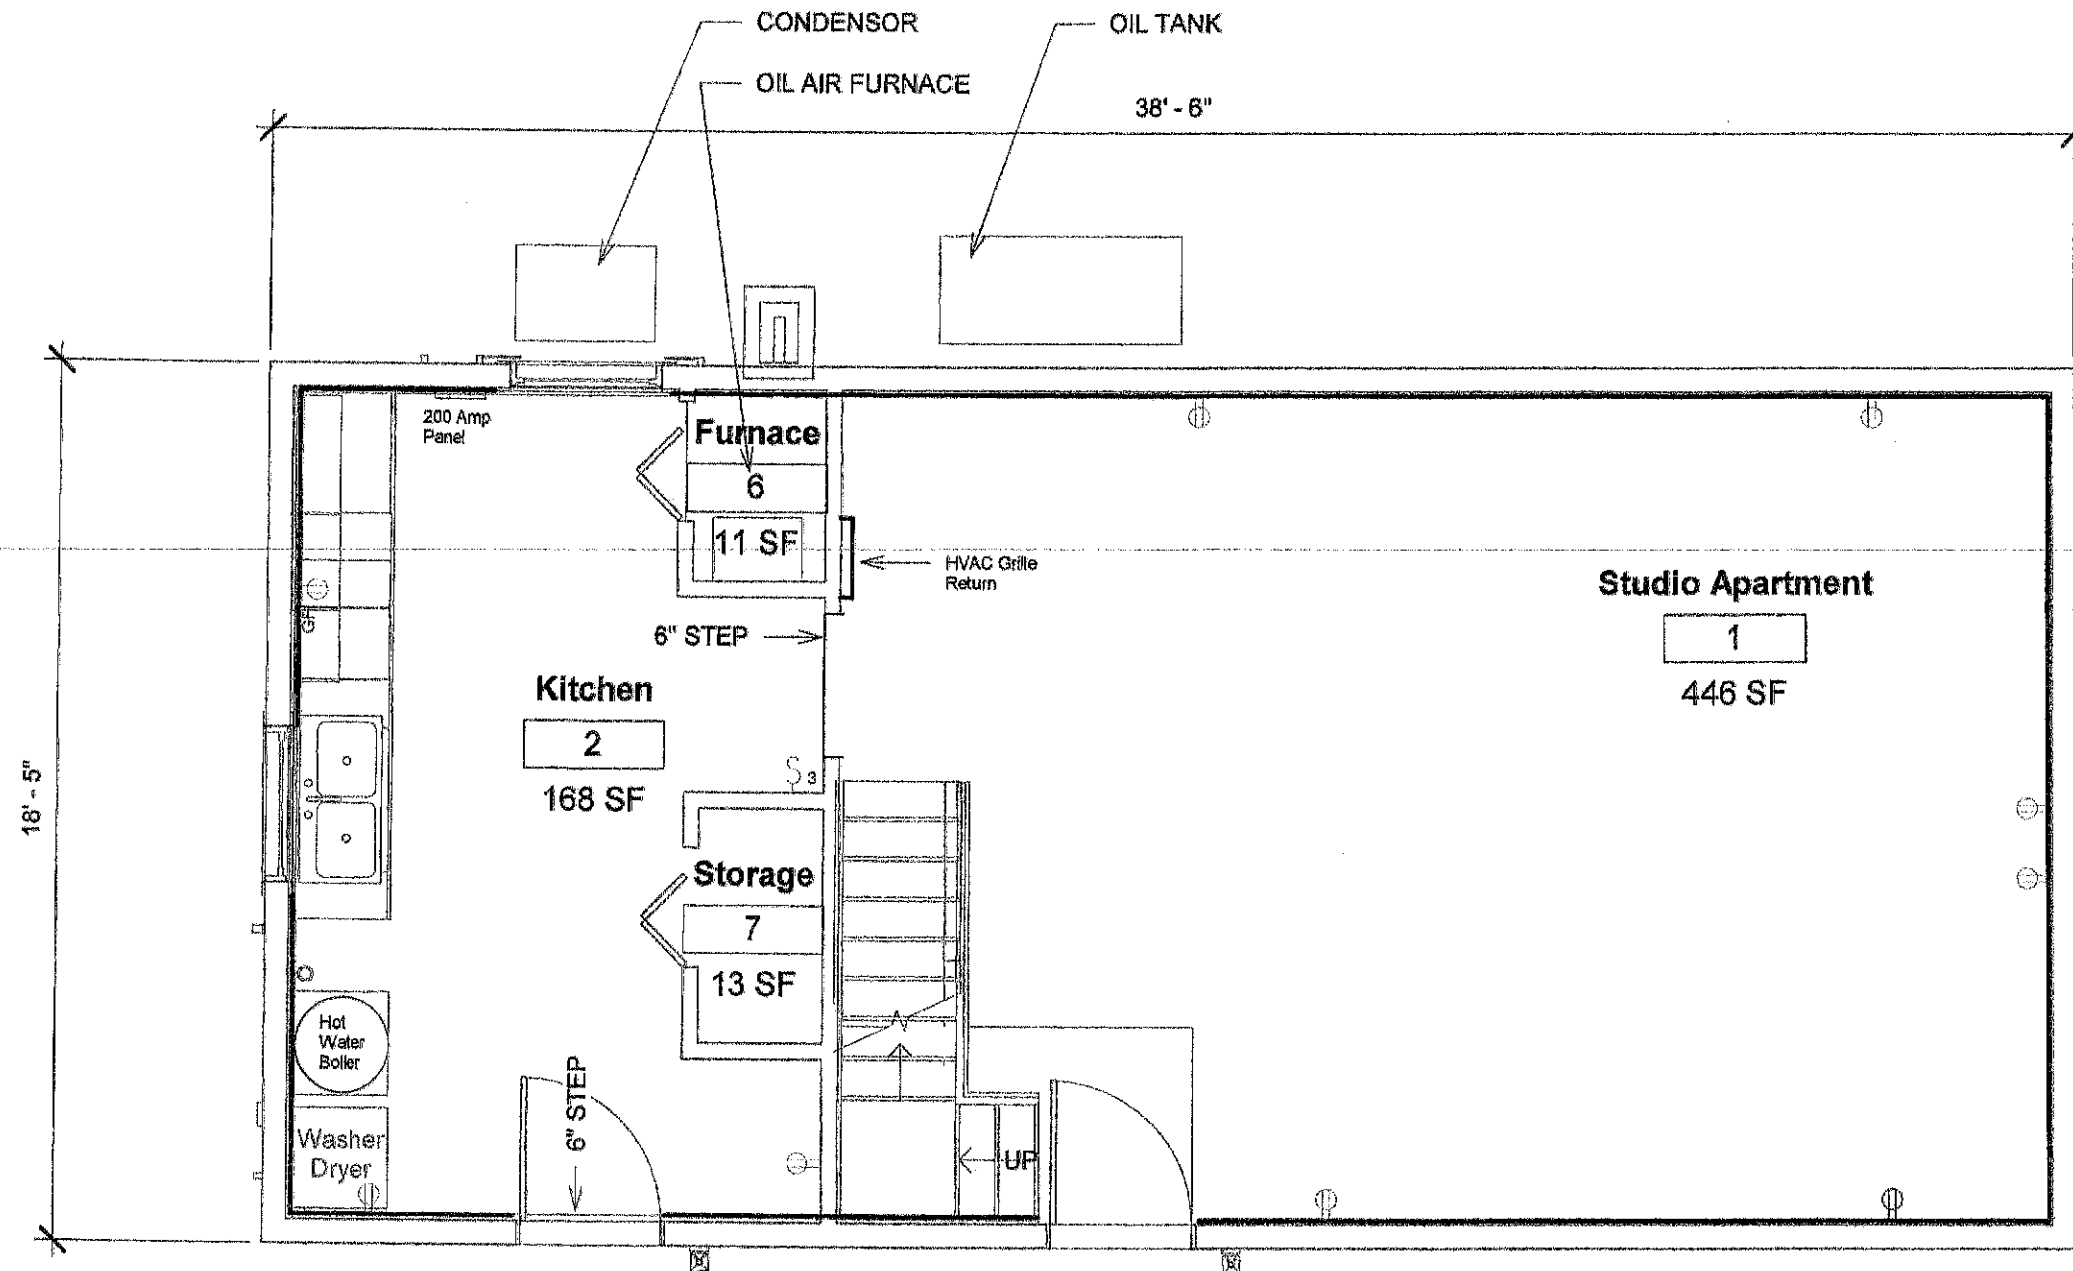 CONDENSOR
OIL TANK
OIL AIR FURNACE
38' - 6"
200 Amp
Panel
Furnace
6
11 SF
HVAC Grille
Return
Studio Apartment
1
446 SF
6" STEP
GFI
Kitchen
2
168 SF
S3
18' - 5"
Storage
7
13 SF
Hot
Water
Boiler
6" STEP
Washer
Dryer
UP